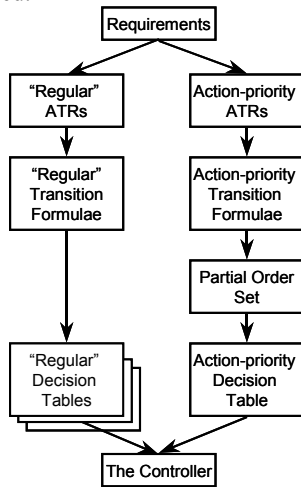 Requirements
“Regular”
ATRs
Action-priority
ATRs
“Regular”
Transition
Formulae
Action-priority
Transition
Formulae
Partial Order
Set
“Regular”
Decision
Tables
Action-priority
Decision
Table
The Controller